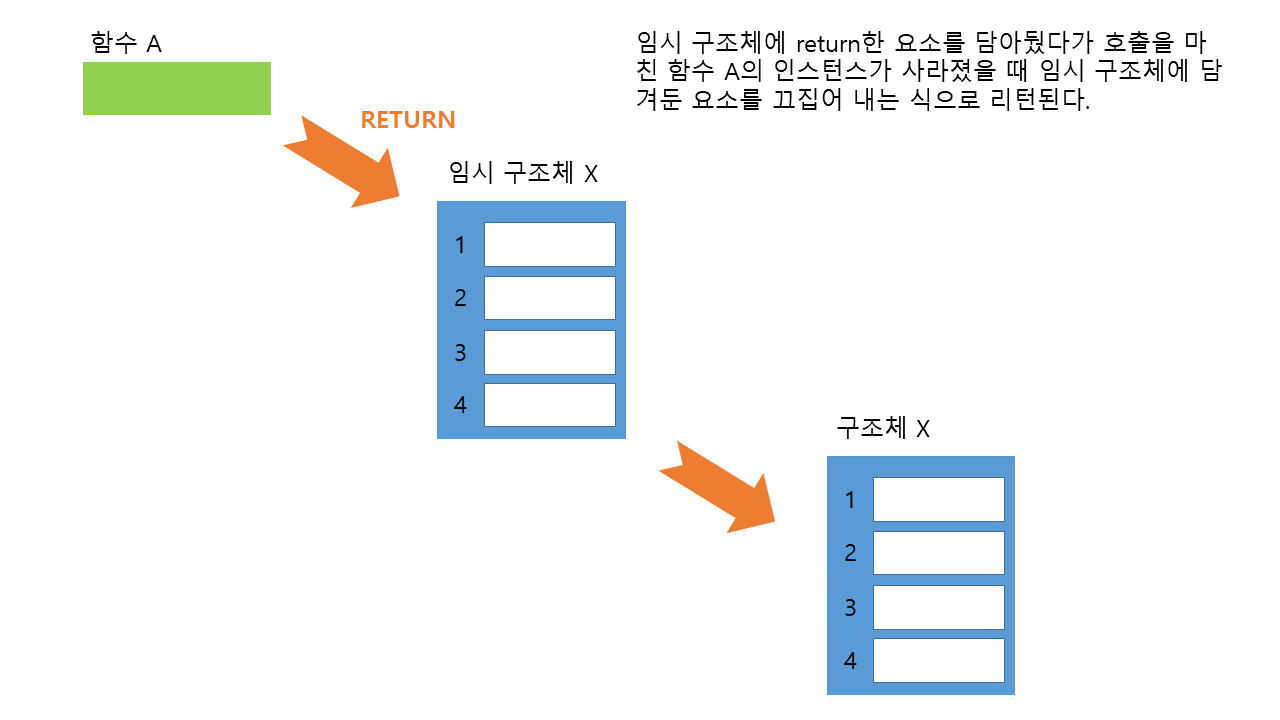 함수 A
임시 구조체에 return한 요소를 담아뒀다가 호출을 마
친 함수 A의 인스턴스가 사라졌을 때 임시 구조체에 담
겨둔 요소를 끄집어 내는 식으로 리턴된다.
RETURN
임시 구조체 X
1
2
3
4
구조체 X
1
2
3
4